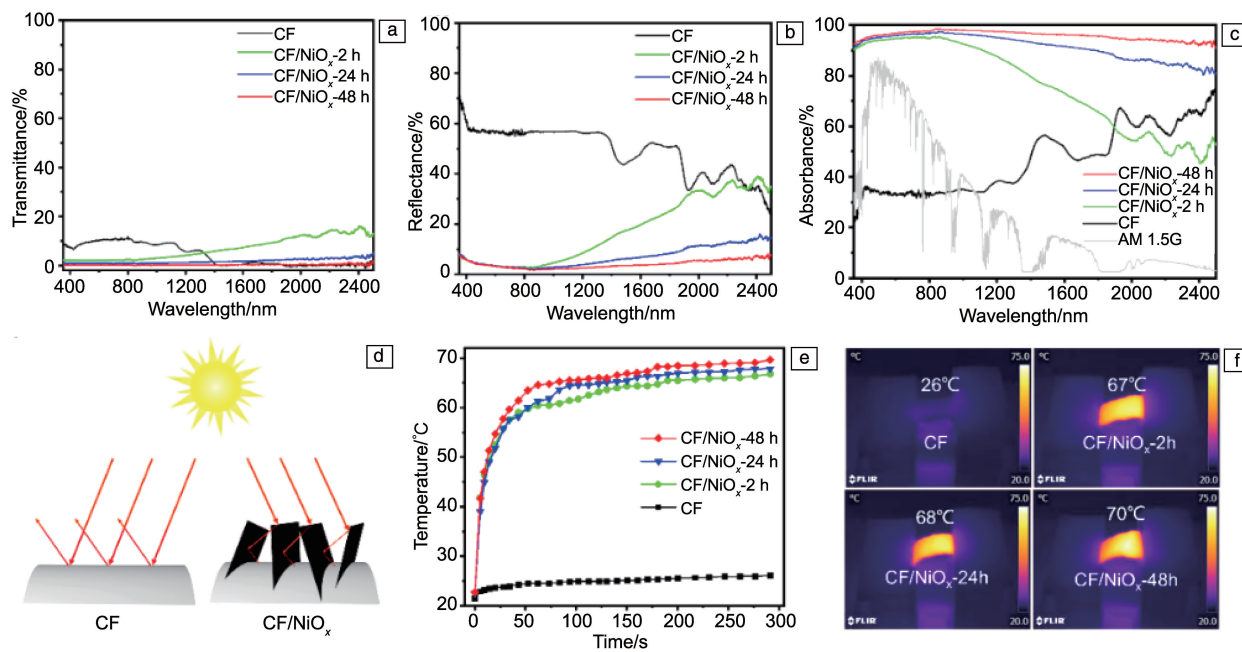 100
80
60
40
20
0
Transmittance/%
400
800
1200
1600
2000
2400
Wavelength/nm
CF
CF/NiOₓ-2 h
CF/NiOₓ-24 h
CF/NiOₓ-48 h
a
100
80
60
40
20
0
Reflectance/%
400
800
1200
1600
2000
2400
Wavelength/nm
CF
CF/NiOₓ-2 h
CF/NiOₓ-24 h
CF/NiOₓ-48 h
b
100
80
60
40
20
0
Absorbance/%
400
800
1200
1600
2000
2400
Wavelength/nm
CF/NiOₓ-48 h
CF/NiOₓ-24 h
CF/NiOₓ-2 h
CF
AM 1.5G
c
d
CF
CF/NiOₓ
70
60
50
40
30
20
Temperature/°C
0
50
100
150
200
250
300
Time/s
CF/NiOₓ-48 h
CF/NiOₓ-24 h
CF/NiOₓ-2 h
CF
e
℃
75.0
26℃
CF
FLIR
20.0
℃
75.0
67℃
CF/NiOₓ-2h
FLIR
20.0
℃
75.0
68℃
CF/NiOₓ-24h
FLIR
20.0
℃
75.0
70℃
CF/NiOₓ-48h
FLIR
20.0
f